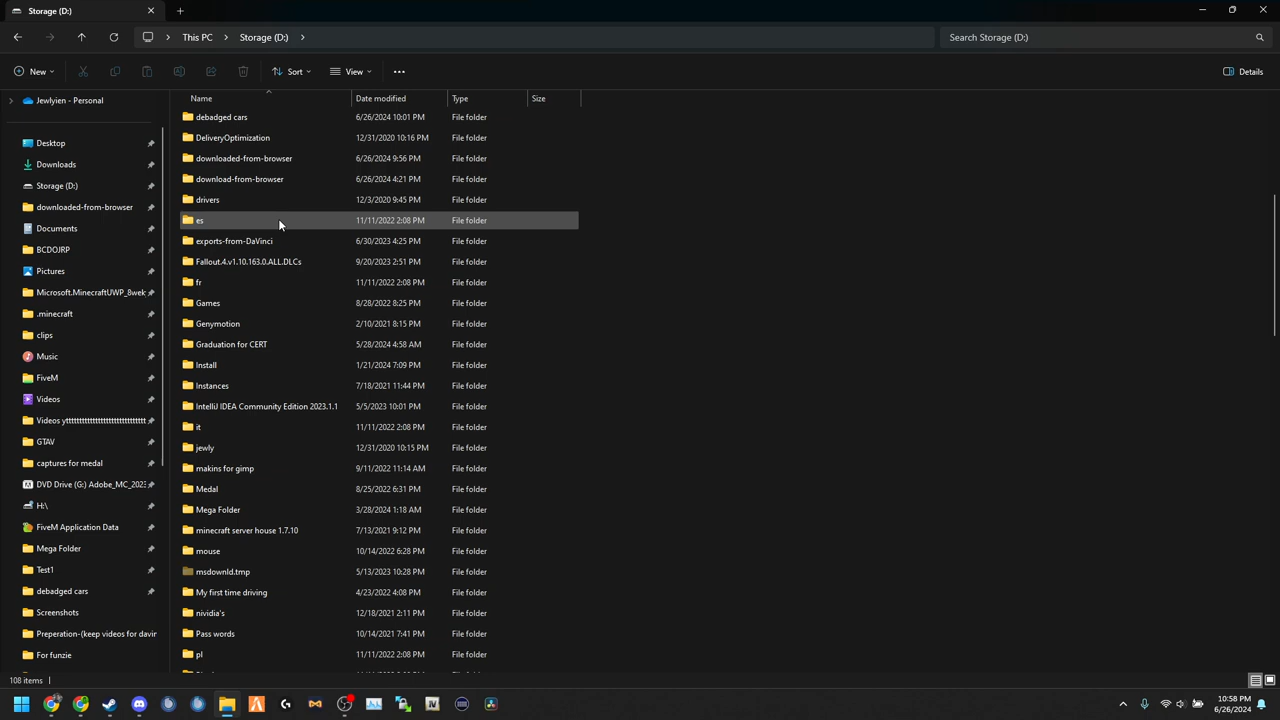 Storage (D:)
This PC > Storage (D:) >
Search Storage (D:)
New
Sort
View
Details
Jewlyien - Personal
Desktop
Downloads
Storage (D:)
downloaded-from-browser
Documents
BCDOJRP
Pictures
Microsoft.MinecraftUWP_8wek
.minecraft
clips
Music
FiveM
Videos
GTAV
captures for medal
DVD Drive (G:) Adobe_MC_2023
H:\
FiveM Application Data
Mega Folder
Test1
debadged cars
Screenshots
Preperation-(keep videos for davir
For funzie
Name Date modified Type Size
debadged cars 6/26/2024 10:01 PM File folder
DeliveryOptimization 12/31/2020 10:16 PM File folder
downloaded-from-browser 6/26/2024 9:56 PM File folder
download-from-browser 6/26/2024 4:21 PM File folder
drivers 12/3/2020 9:45 PM File folder
es 11/11/2022 2:08 PM File folder
exports-from-DaVinci 6/30/2023 4:25 PM File folder
Fallout.4.v1.10.163.0.ALL.DLCs 9/20/2023 2:51 PM File folder
fr 11/11/2022 2:08 PM File folder
Games 8/28/2022 8:25 PM File folder
Genymotion 2/10/2021 8:15 PM File folder
Graduation for CERT 5/28/2024 4:58 AM File folder
Install 1/21/2024 7:09 PM File folder
Instances 7/18/2021 11:44 PM File folder
IntelliJ IDEA Community Edition 2023.1.1 5/5/2023 10:01 PM File folder
it 11/11/2022 2:08 PM File folder
jewly 12/31/2020 10:15 PM File folder
makins for gimp 9/11/2022 11:14 AM File folder
Medal 8/25/2022 6:31 PM File folder
Mega Folder 3/28/2024 1:18 AM File folder
minecraft server house 1.7.10 7/13/2021 9:12 PM File folder
mouse 10/14/2022 6:28 PM File folder
msdownld.tmp 5/13/2023 10:28 PM File folder
My first time driving 4/23/2022 4:08 PM File folder
nividia's 12/18/2021 2:11 PM File folder
Pass words 10/14/2021 7:41 PM File folder
pl 11/11/2022 2:08 PM File folder
108 items
10:58 PM
6/26/2024